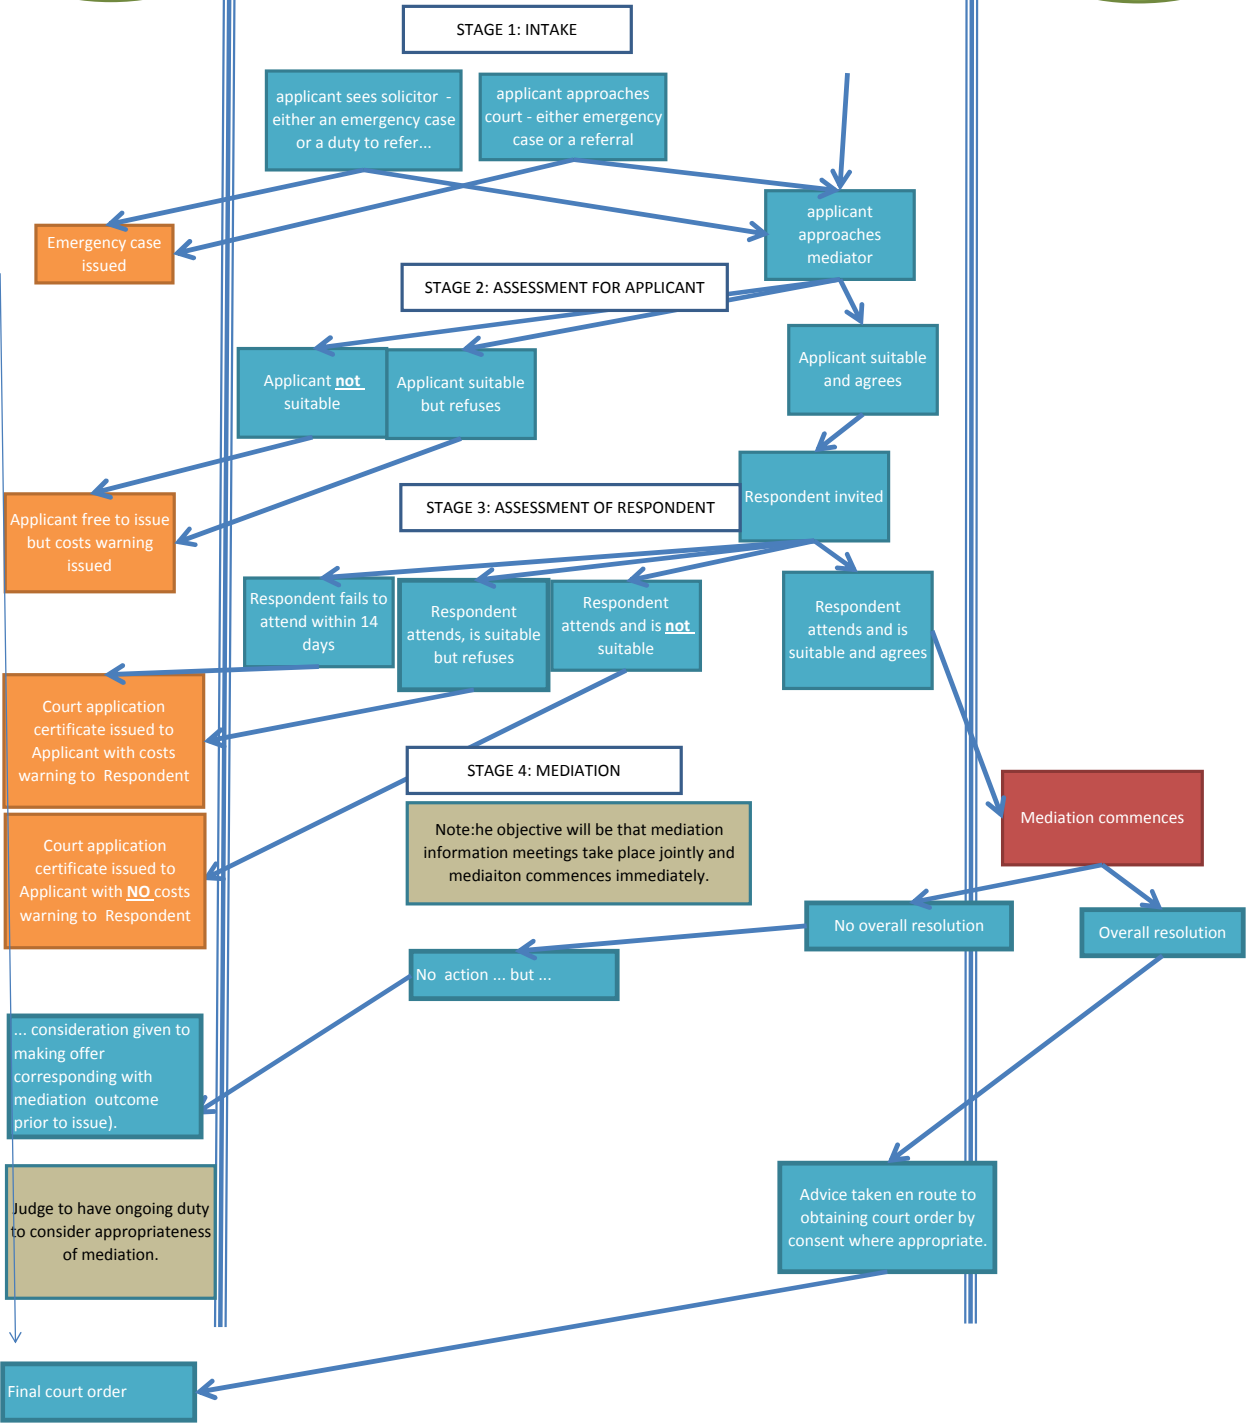 STAGE 1: INTAKE
applicant sees solicitor -
either an emergency case
or a duty to refer...
applicant approaches
court - either emergency
case or a referral
applicant
approaches
mediator
Emergency case
issued
STAGE 2: ASSESSMENT FOR APPLICANT
Applicant not
suitable
Applicant suitable
but refuses
Applicant suitable
and agrees
Applicant free to issue
but costs warning
issued
STAGE 3: ASSESSMENT OF RESPONDENT
Respondent invited
Respondent fails to
attend within 14
days
Respondent
attends, is suitable
but refuses
Respondent
attends and is not
suitable
Respondent
attends and is
suitable and agrees
Court application
certificate issued to
Applicant with costs
warning to Respondent
STAGE 4: MEDIATION
Mediation commences
Note:he objective will be that mediation
information meetings take place jointly and
mediaiton commences immediately.
Court application
certificate issued to
Applicant with NO costs
warning to Respondent
No overall resolution
Overall resolution
No action ... but ...
... consideration given to
making offer
corresponding with
mediation outcome
prior to issue).
Judge to have ongoing duty
to consider appropriateness
of mediation.
Advice taken en route to
obtaining court order by
consent where appropriate.
Final court order